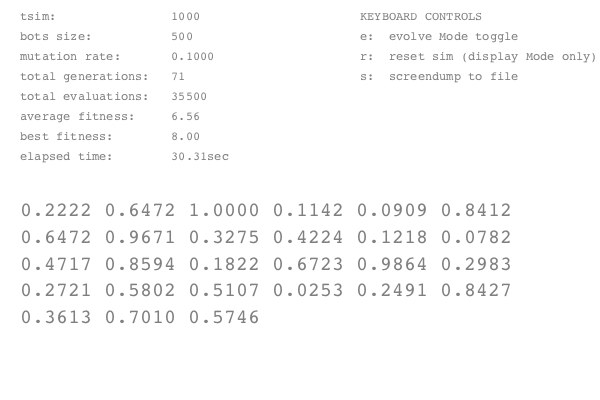 tsim: 1000 KEYBOARD CONTROLS
bots size: 500 e: evolve Mode toggle
mutation rate: 0.1000 r: reset sim (display Mode only)
total generations: 71 s: screendump to file
total evaluations: 35500
average fitness: 6.56
best fitness: 8.00
elapsed time: 30.31sec
0.2222 0.6472 1.0000 0.1142 0.0909 0.8412
0.6472 0.9671 0.3275 0.4224 0.1218 0.0782
0.4717 0.8594 0.1822 0.6723 0.9864 0.2983
0.2721 0.5802 0.5107 0.0253 0.2491 0.8427
0.3613 0.7010 0.5746